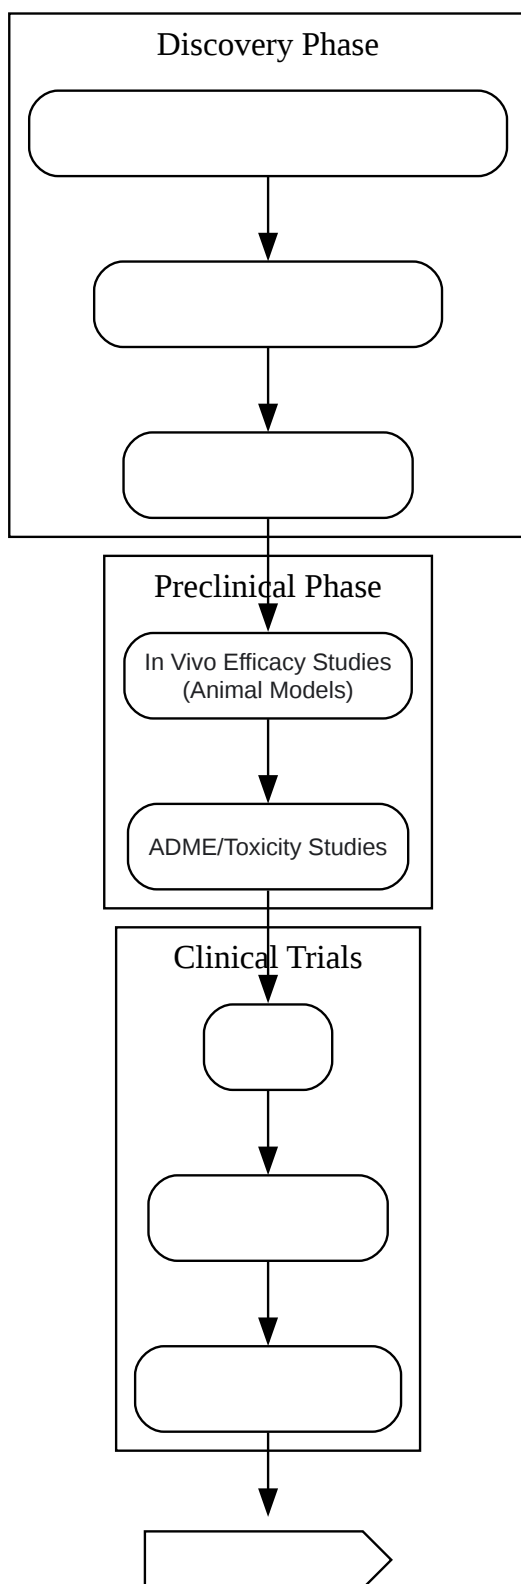 Discovery Phase
Preclinical Phase
In Vivo Efficacy Studies
(Animal Models)
ADME/Toxicity Studies
Clinical Trials